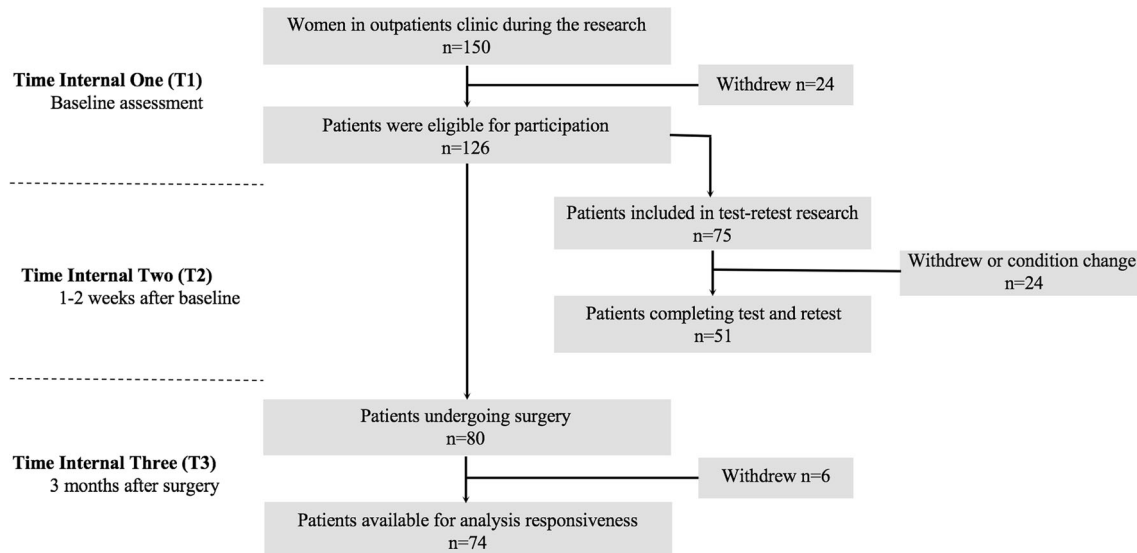 Women in outpatients clinic during the research
n=150
Time Internal One (T1)
Baseline assessment
Withdrew n=24
Patients were eligible for participation
n=126
Patients included in test-retest research
n=75
Time Internal Two (T2)
1-2 weeks after baseline
Withdrew or condition change
n=24
Patients completing test and retest
n=51
Patients undergoing surgery
n=80
Time Internal Three (T3)
3 months after surgery
Withdrew n=6
Patients available for analysis responsiveness
n=74